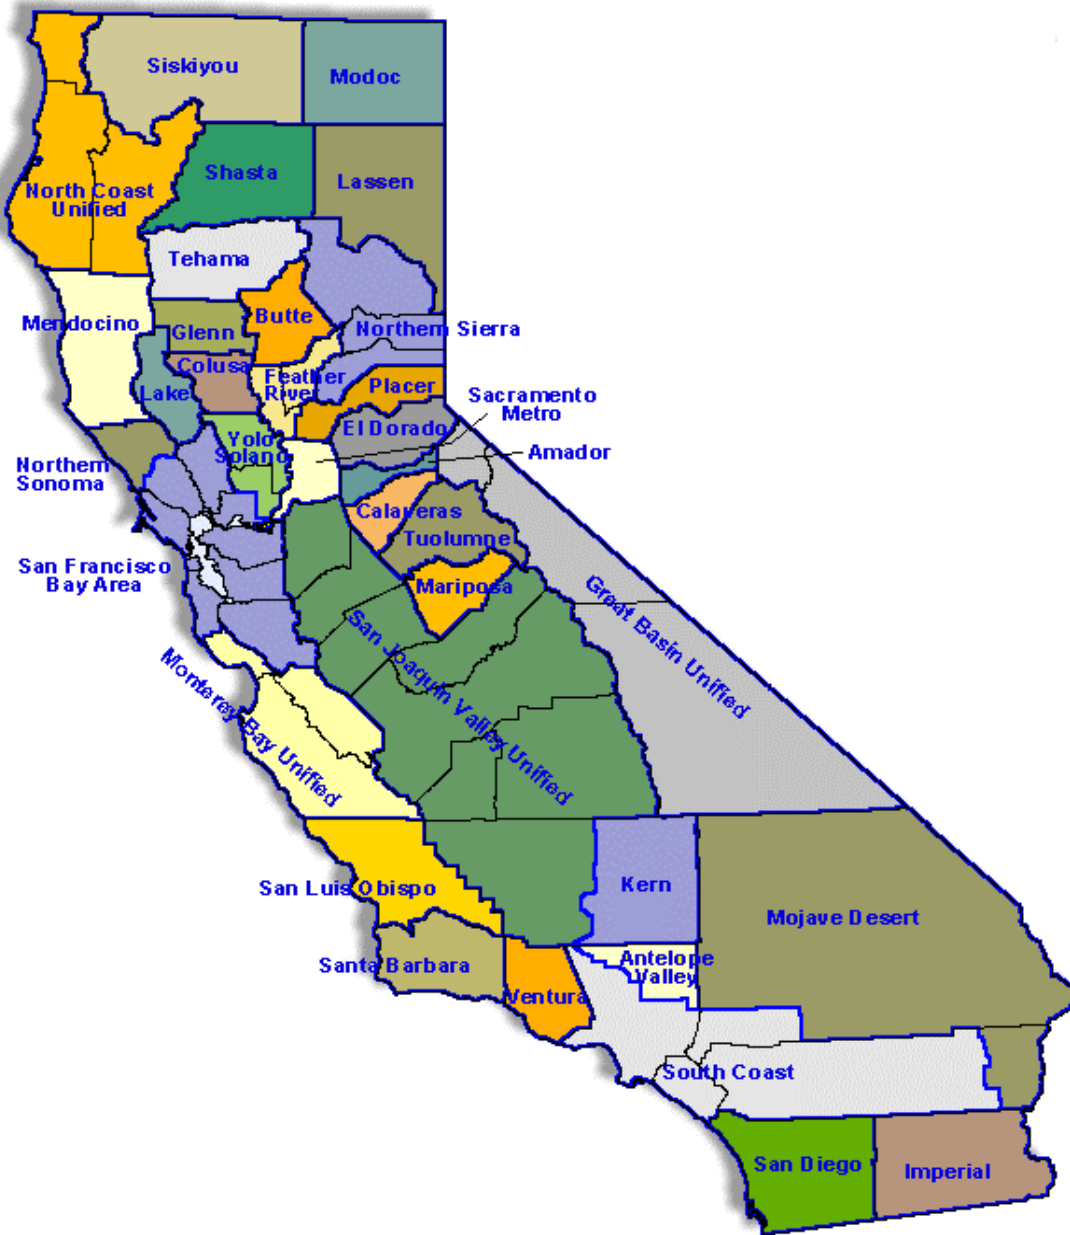 Siskiyou
Modoc
Shasta
Lassen
North Coast
Unified
Tehama
Butte
Mendocino
Glenn
Northern Sierra
Colusa
Feather
River
Placer
Lake
Sacramento
Metro
El Dorado
Yolo
Solano
Amador
Northern
Sonoma
Calaveras
Tuolumne
San Francisco
Bay Area
Mariposa
Great Basin Unified
San Joaquin Valley Unified
Monterey Bay Unified
Kern
San Luis Obispo
Mojave Desert
Antelope
Valley
Santa Barbara
Ventura
South Coast
San Diego
Imperial